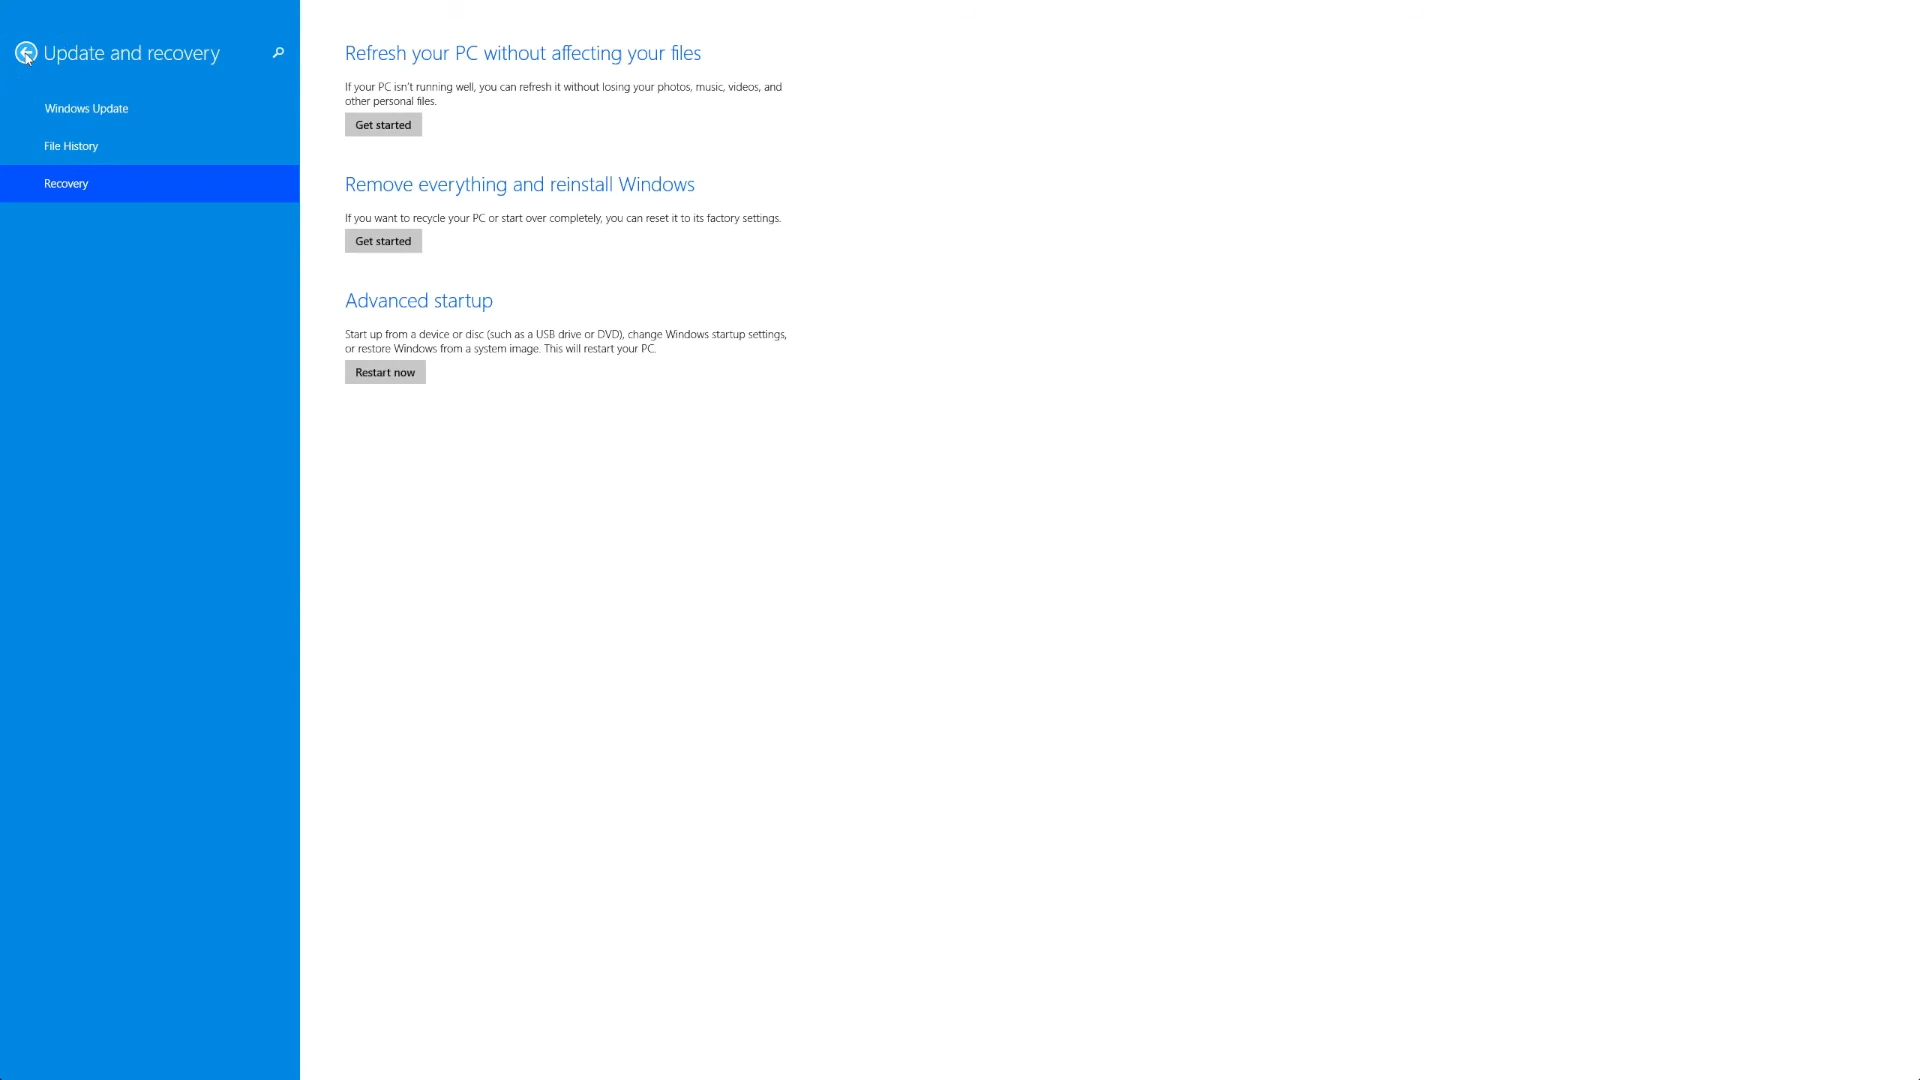 Update and recovery
Windows Update
File History
Recovery
Refresh your PC without affecting your files
If your PC isn't running well, you can refresh it without losing your photos, music, videos, and
other personal files.
Get started
Remove everything and reinstall Windows
If you want to recycle your PC or start over completely, you can reset it to its factory settings.
Get started
Advanced startup
Start up from a device or disc (such as a USB drive or DVD), change Windows startup settings,
or restore Windows from a system image. This will restart your PC.
Restart now